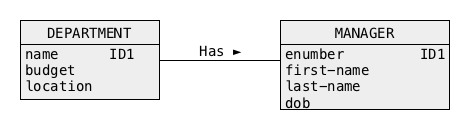 DEPARTMENT
name ID1
budget
location
Has ►
MANAGER
enumber ID1
first-name
last-name
dob